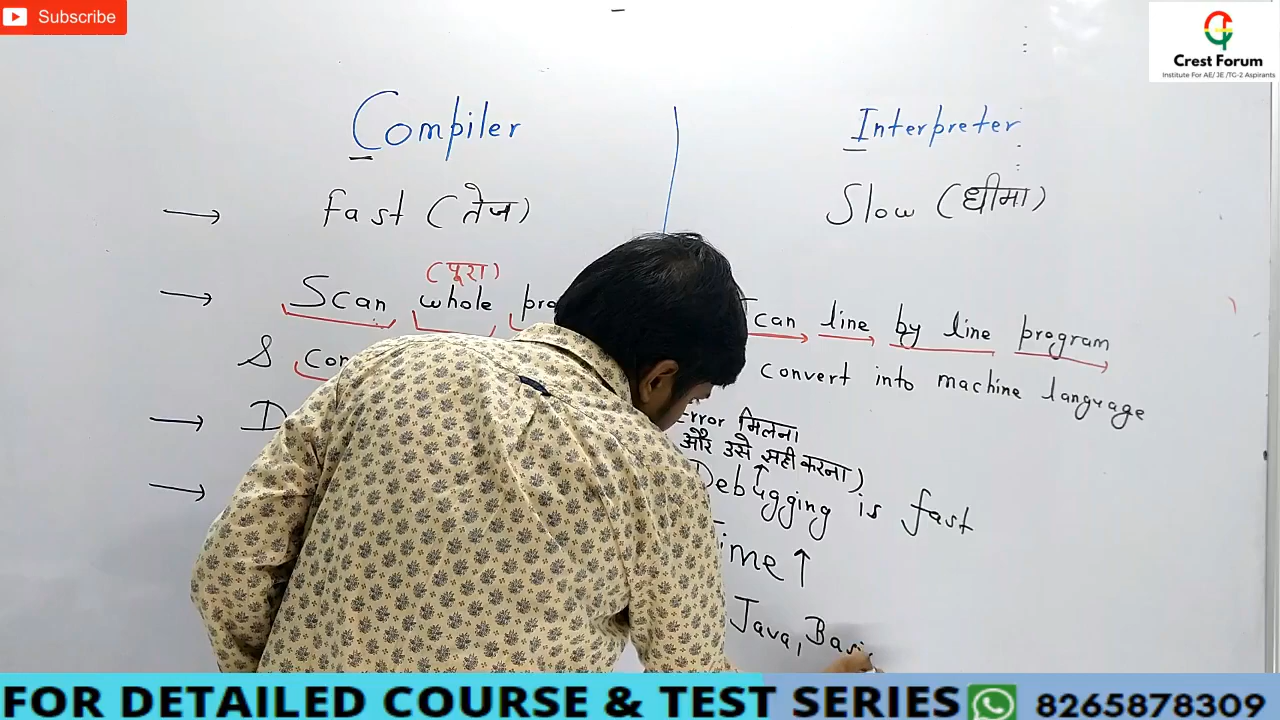 Subscribe
Crest Forum
Institute For AE/ JE /TG-2 Aspirants
Compiler
Interpreter
fast (तेज)
Slow (धीमा)
(पूरा)
Scan whole
line by line program
convert into machine language
Error मिलना
और उसे सही करना)
Debugging is fast
Time ↑
Java, Basic
FOR DETAILED COURSE & TEST SERIES 8265878309